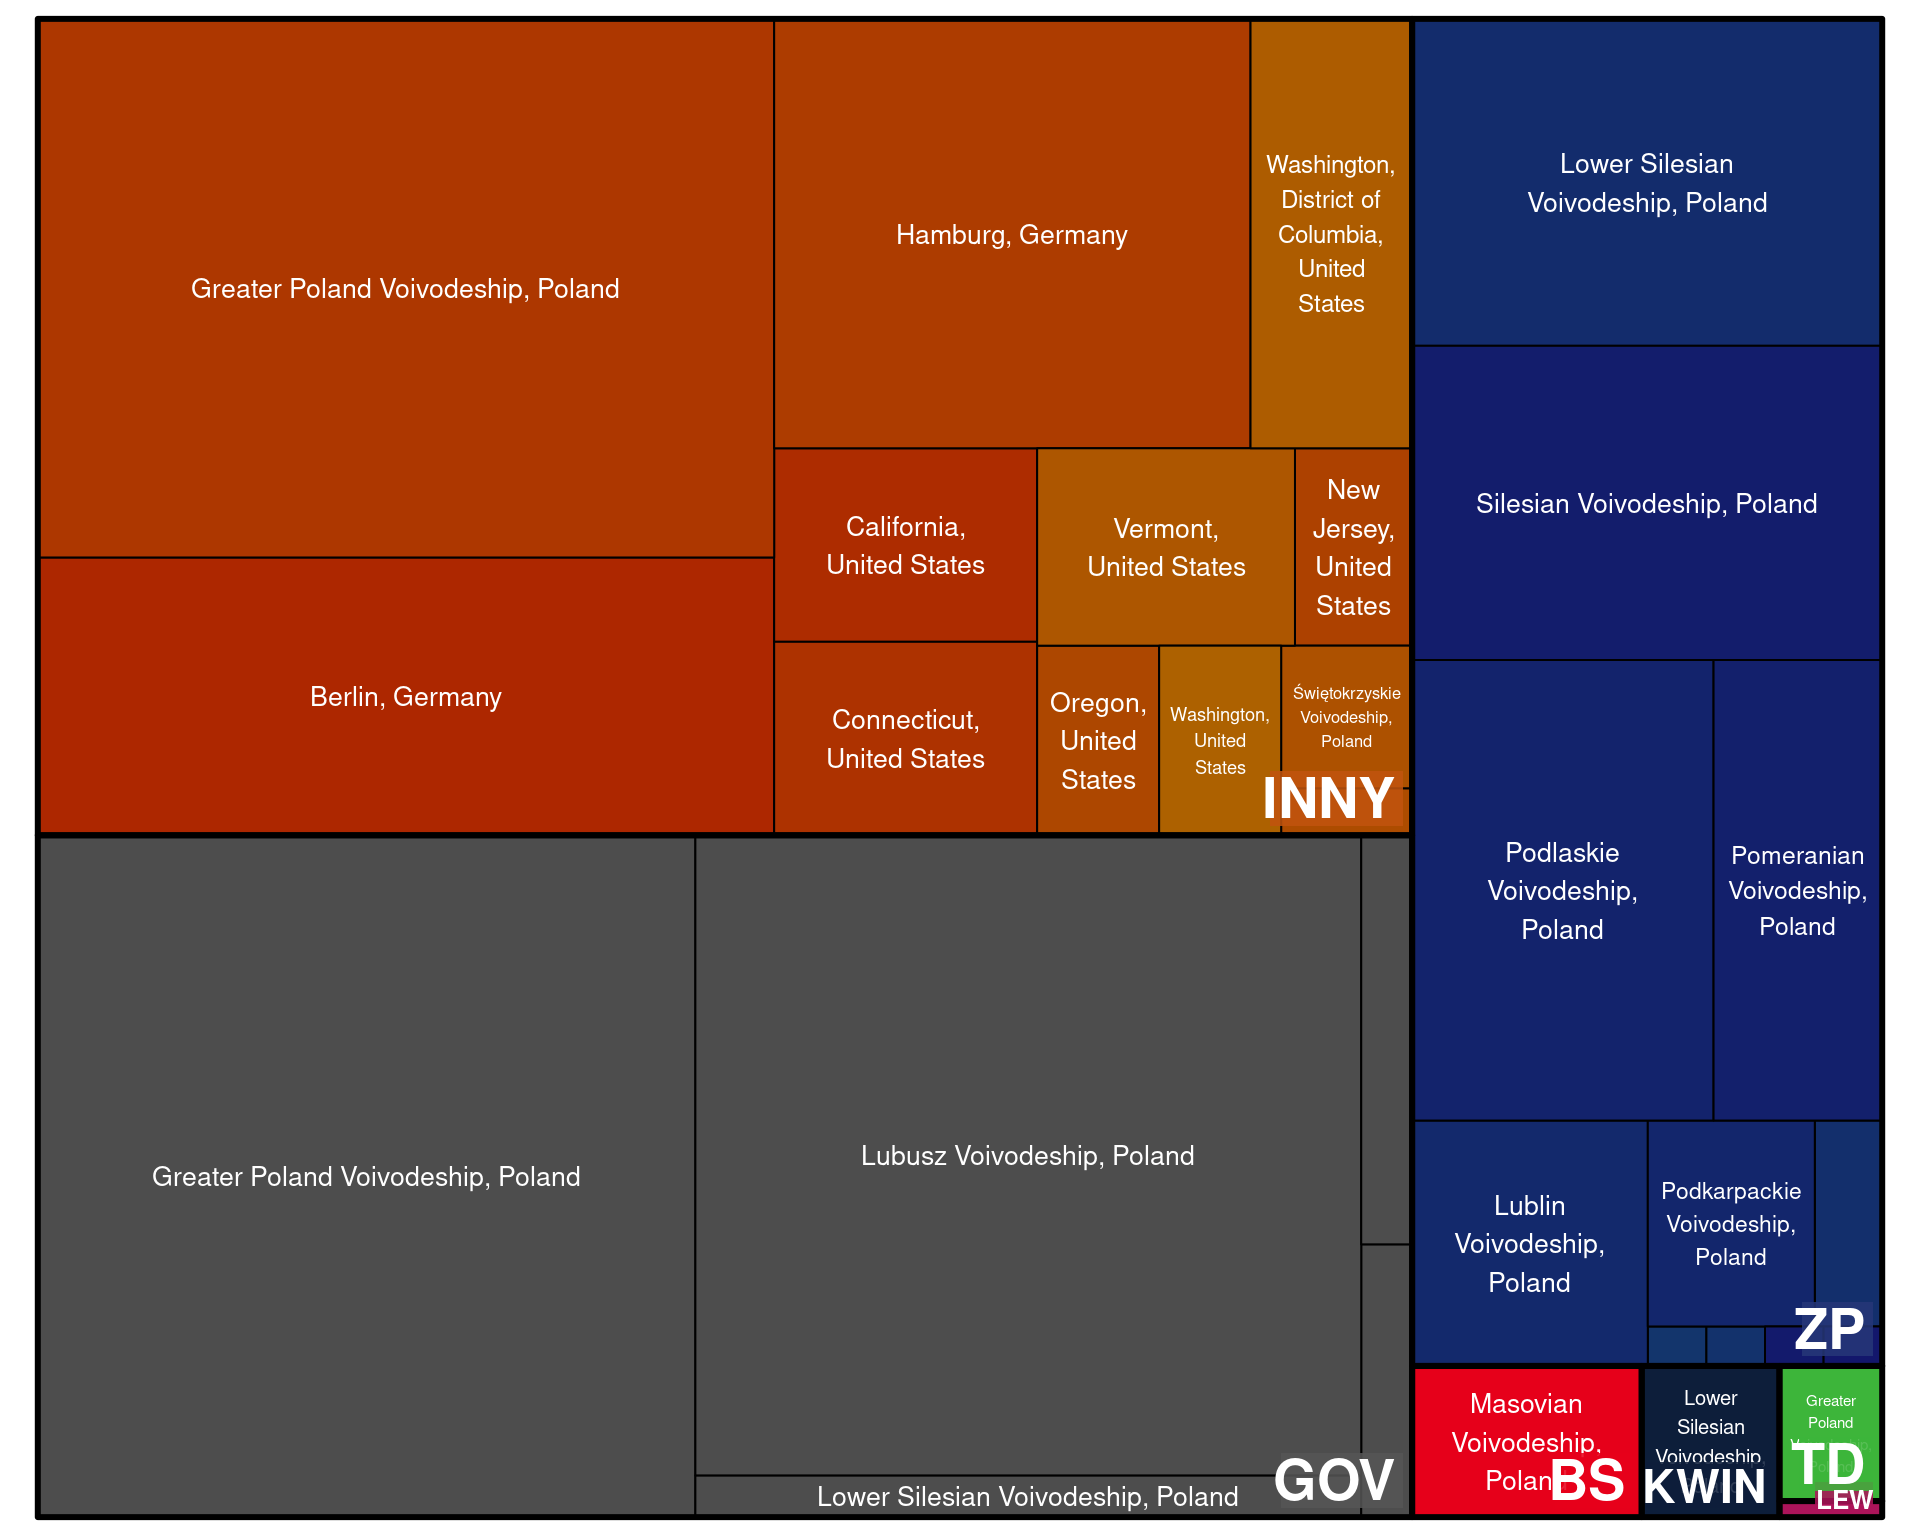 Greater Poland Voivodeship, Poland
Hamburg, Germany
Washington,
District of
Columbia,
United
States
Berlin, Germany
California,
United States
Vermont,
United States
New
Jersey,
United
States
Connecticut,
United States
Oregon,
United
States
Washington,
United
States
Świętokrzyskie
Voivodeship,
Poland
INNY
Greater Poland Voivodeship, Poland
Lubusz Voivodeship, Poland
Lower Silesian Voivodeship, Poland
GOV
Lower Silesian
Voivodeship, Poland
Silesian Voivodeship, Poland
Podlaskie
Voivodeship,
Poland
Pomeranian
Voivodeship,
Poland
Lublin
Voivodeship,
Poland
Podkarpackie
Voivodeship,
Poland
ZP
Masovian
Voivodeship,
Poland
BS
Lower
Silesian
Voivodeship,
KWIN
Greater
Poland
TD
LEW